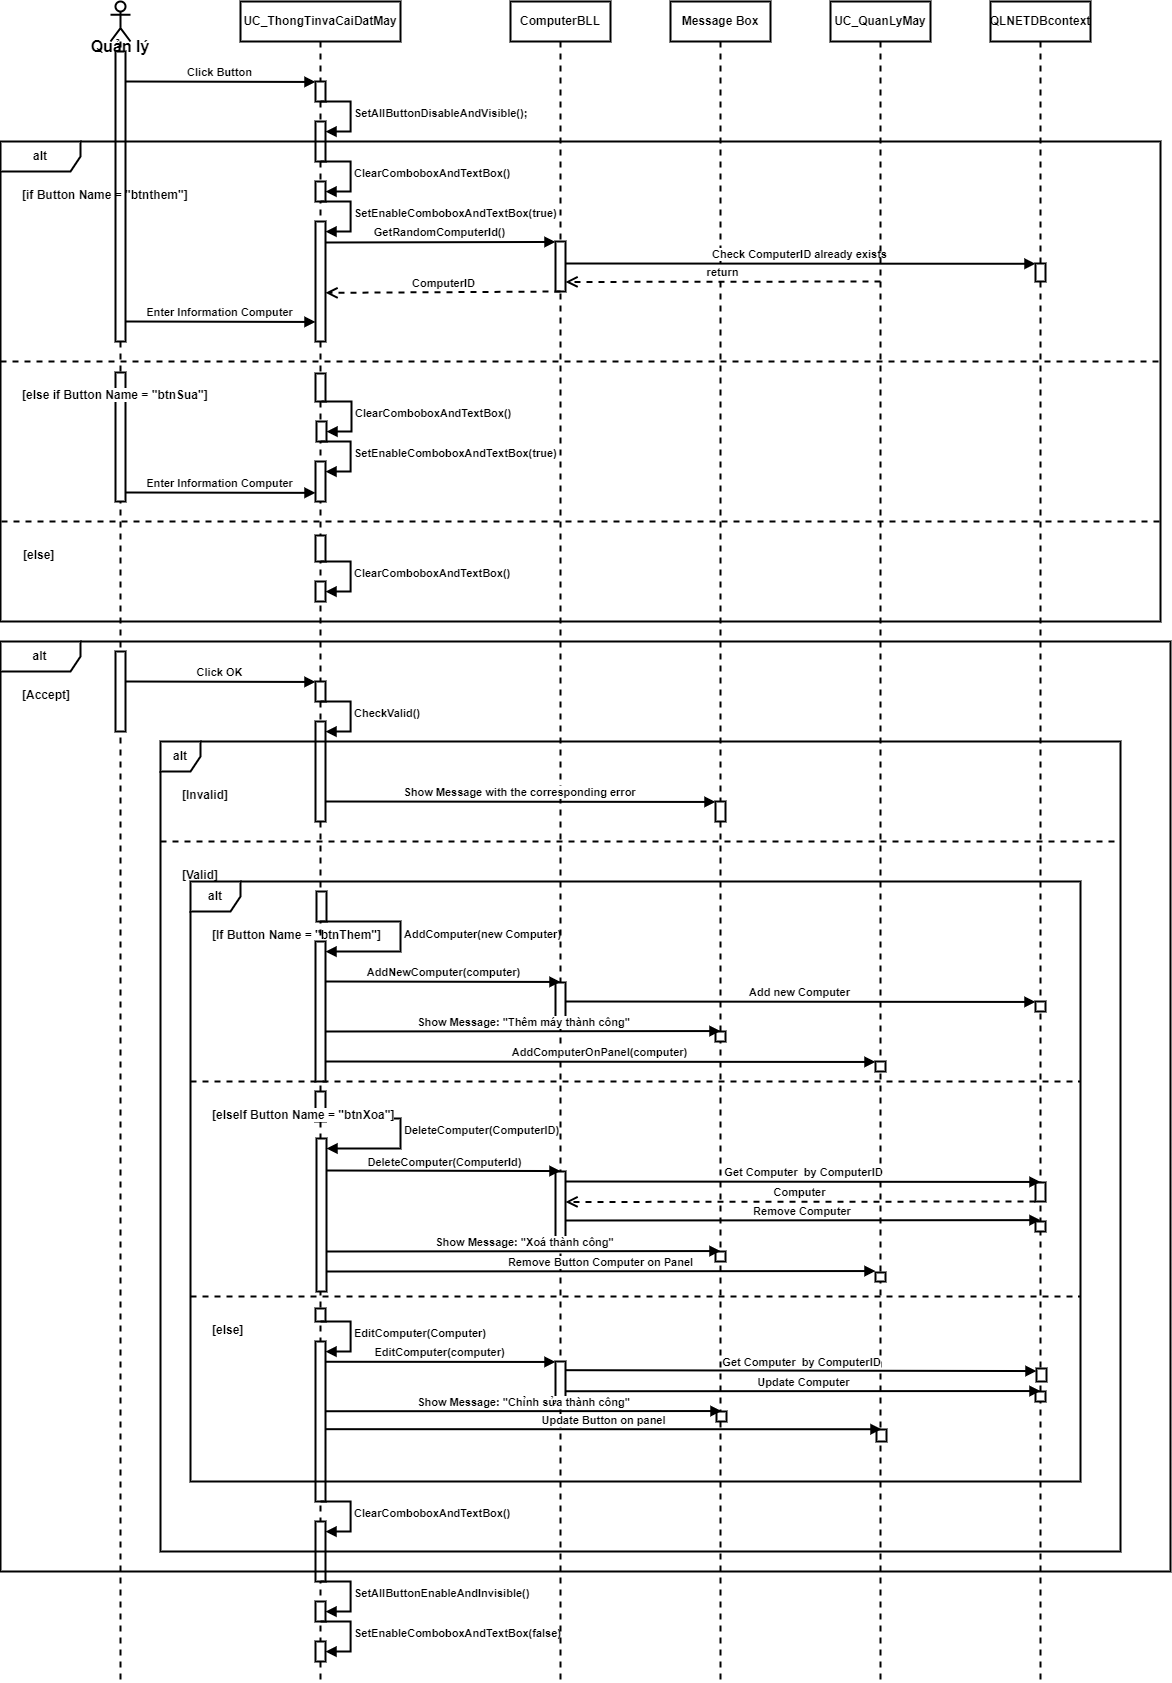 Quản lý
UC_ThongTinvaCaiDatMay
ComputerBLL
Message Box
UC_QuanLyMay
QLNETDBcontext
Click Button
SetAllButtonDisableAndVisible();
alt
ClearComboboxAndTextBox()
[if Button Name = "btnthem"]
SetEnableComboboxAndTextBox(true)
GetRandomComputerId()
Check ComputerID already exists
return
ComputerID
Enter Information Computer
[else if Button Name = "btnSua"]
ClearComboboxAndTextBox()
SetEnableComboboxAndTextBox(true)
Enter Information Computer
[else]
ClearComboboxAndTextBox()
alt
Click OK
[Accept]
CheckValid()
alt
[Invalid]
Show Message with the corresponding error
[Valid]
alt
[If Button Name = "btnThem"]
AddComputer(new Computer)
AddNewComputer(computer)
Add new Computer
Show Message: "Thêm máy thành công"
AddComputerOnPanel(computer)
[elseIf Button Name = "btnXoa"]
DeleteComputer(ComputerID)
DeleteComputer(ComputerId)
Get Computer  by ComputerID
Computer
Remove Computer
Show Message: "Xoá thành công"
Remove Button Computer on Panel
[else]
EditComputer(Computer)
EditComputer(computer)
Get Computer  by ComputerID
Update Computer
Show Message: "Chỉnh sửa thành công"
Update Button on panel
ClearComboboxAndTextBox()
SetAllButtonEnableAndInvisible()
SetEnableComboboxAndTextBox(false)